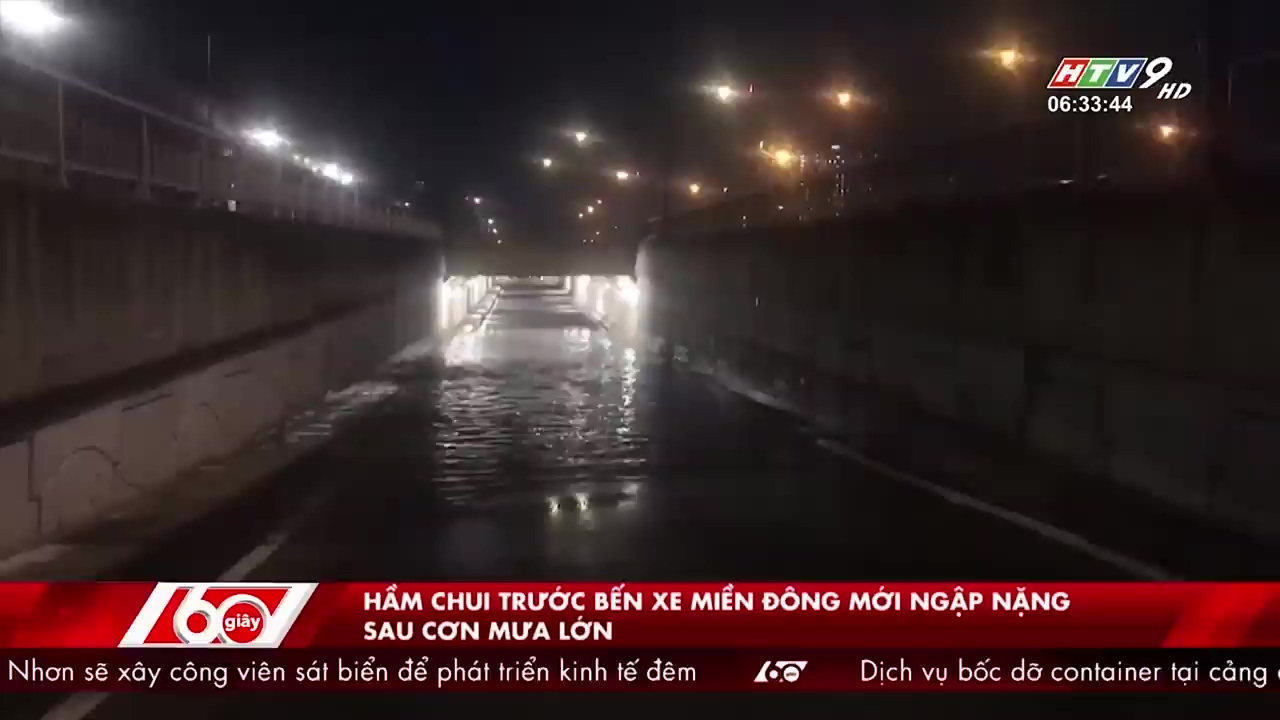 HTV9 HD
06:33:44
HẦM CHUI TRƯỚC BẾN XE MIỀN ĐÔNG MỚI NGẬP NẶNG
SAU CƠN MƯA LỚN
60 giây
Nhơn sẽ xây công viên sát biển để phát triển kinh tế đêm 60 giây Dịch vụ bốc dỡ container tại cảng